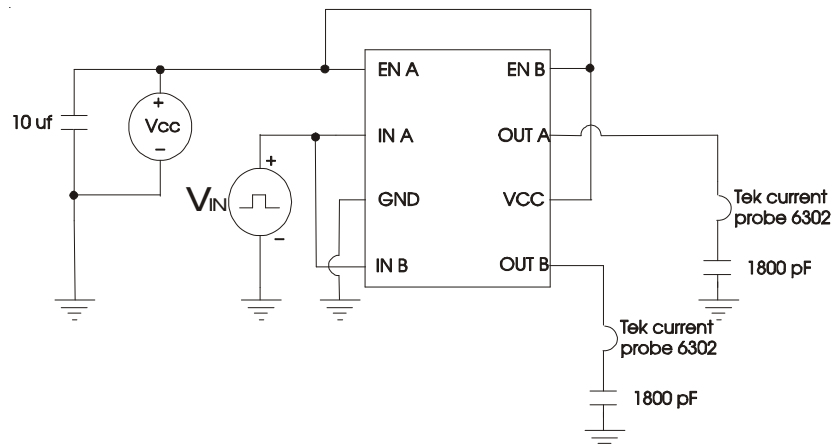 EN A
EN B
10 uf
+
Vcc
−
IN A
OUT A
+
VIN
−
GND
VCC
Tek current
probe 6302
IN B
OUT B
1800 pF
Tek current
probe 6302
1800 pF